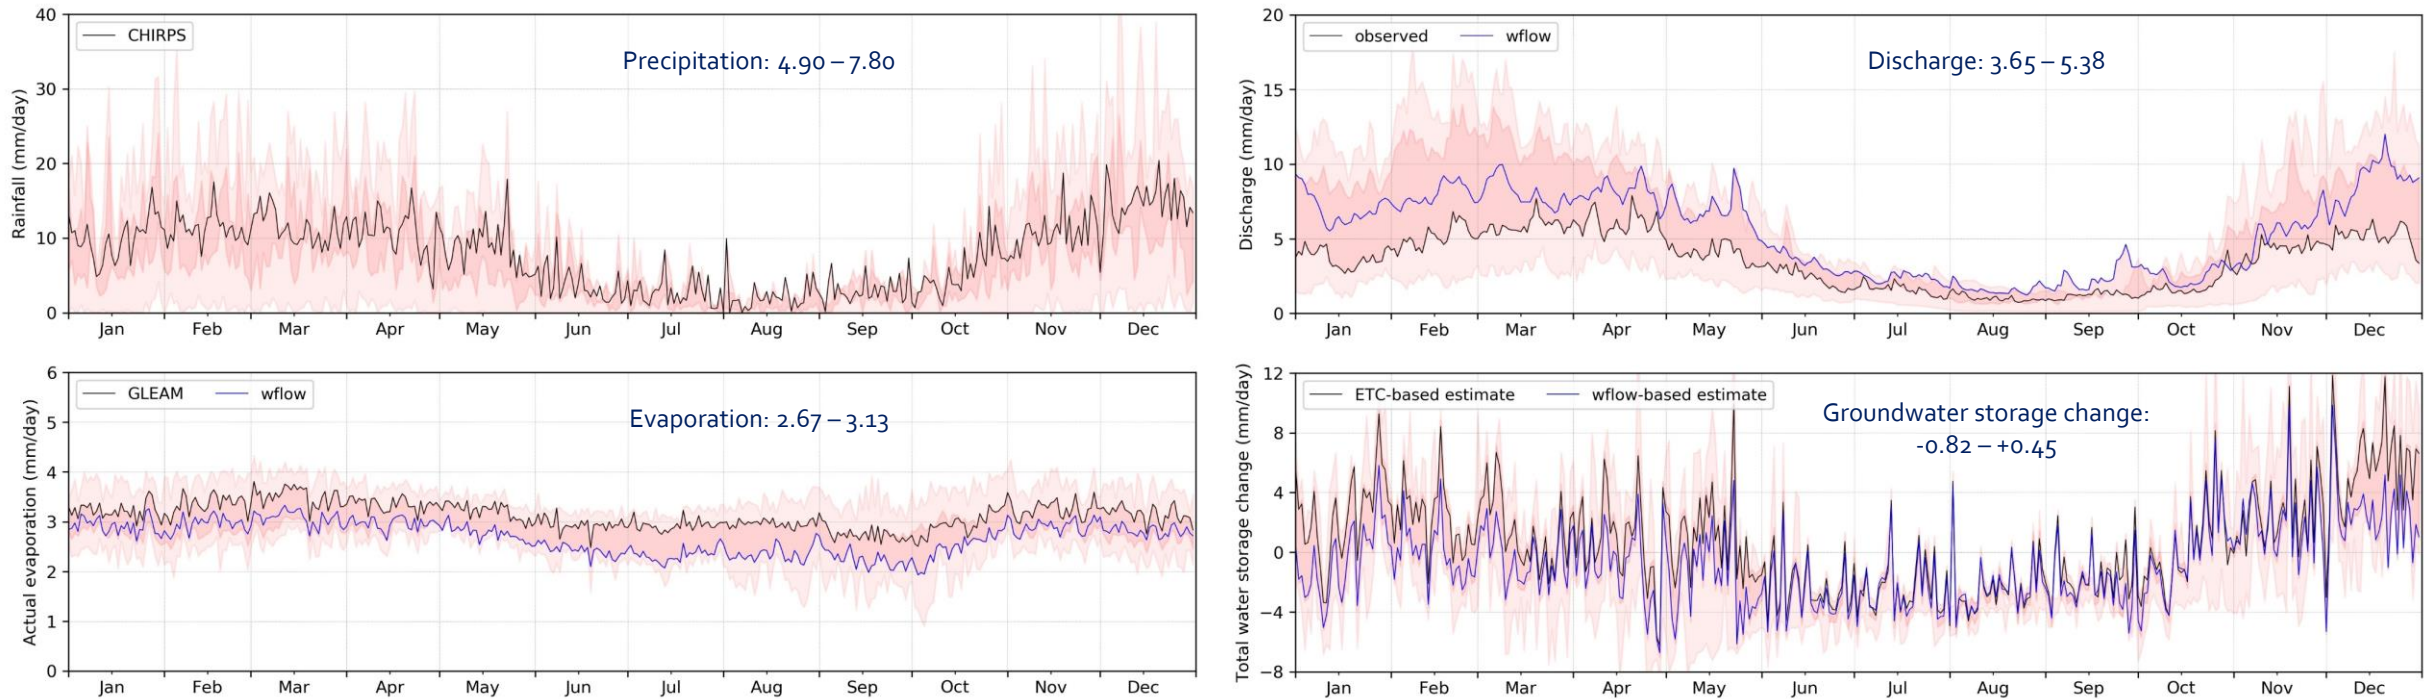 40
30
20
10
0
Rainfall (mm/day)
CHIRPS
Precipitation: 4.90 – 7.80
Jan Feb Mar Apr May Jun Jul Aug Sep Oct Nov Dec
20
15
10
5
0
Discharge (mm/day)
observed wflow
Discharge: 3.65 – 5.38
Jan Feb Mar Apr May Jun Jul Aug Sep Oct Nov Dec
6
5
4
3
2
1
0
Actual evaporation (mm/day)
GLEAM wflow
Evaporation: 2.67 – 3.13
Jan Feb Mar Apr May Jun Jul Aug Sep Oct Nov Dec
12
8
4
0
−4
−8
Total water storage change (mm/day)
ETC-based estimate wflow-based estimate
Groundwater storage change:
-0.82 – +0.45
Jan Feb Mar Apr May Jun Jul Aug Sep Oct Nov Dec